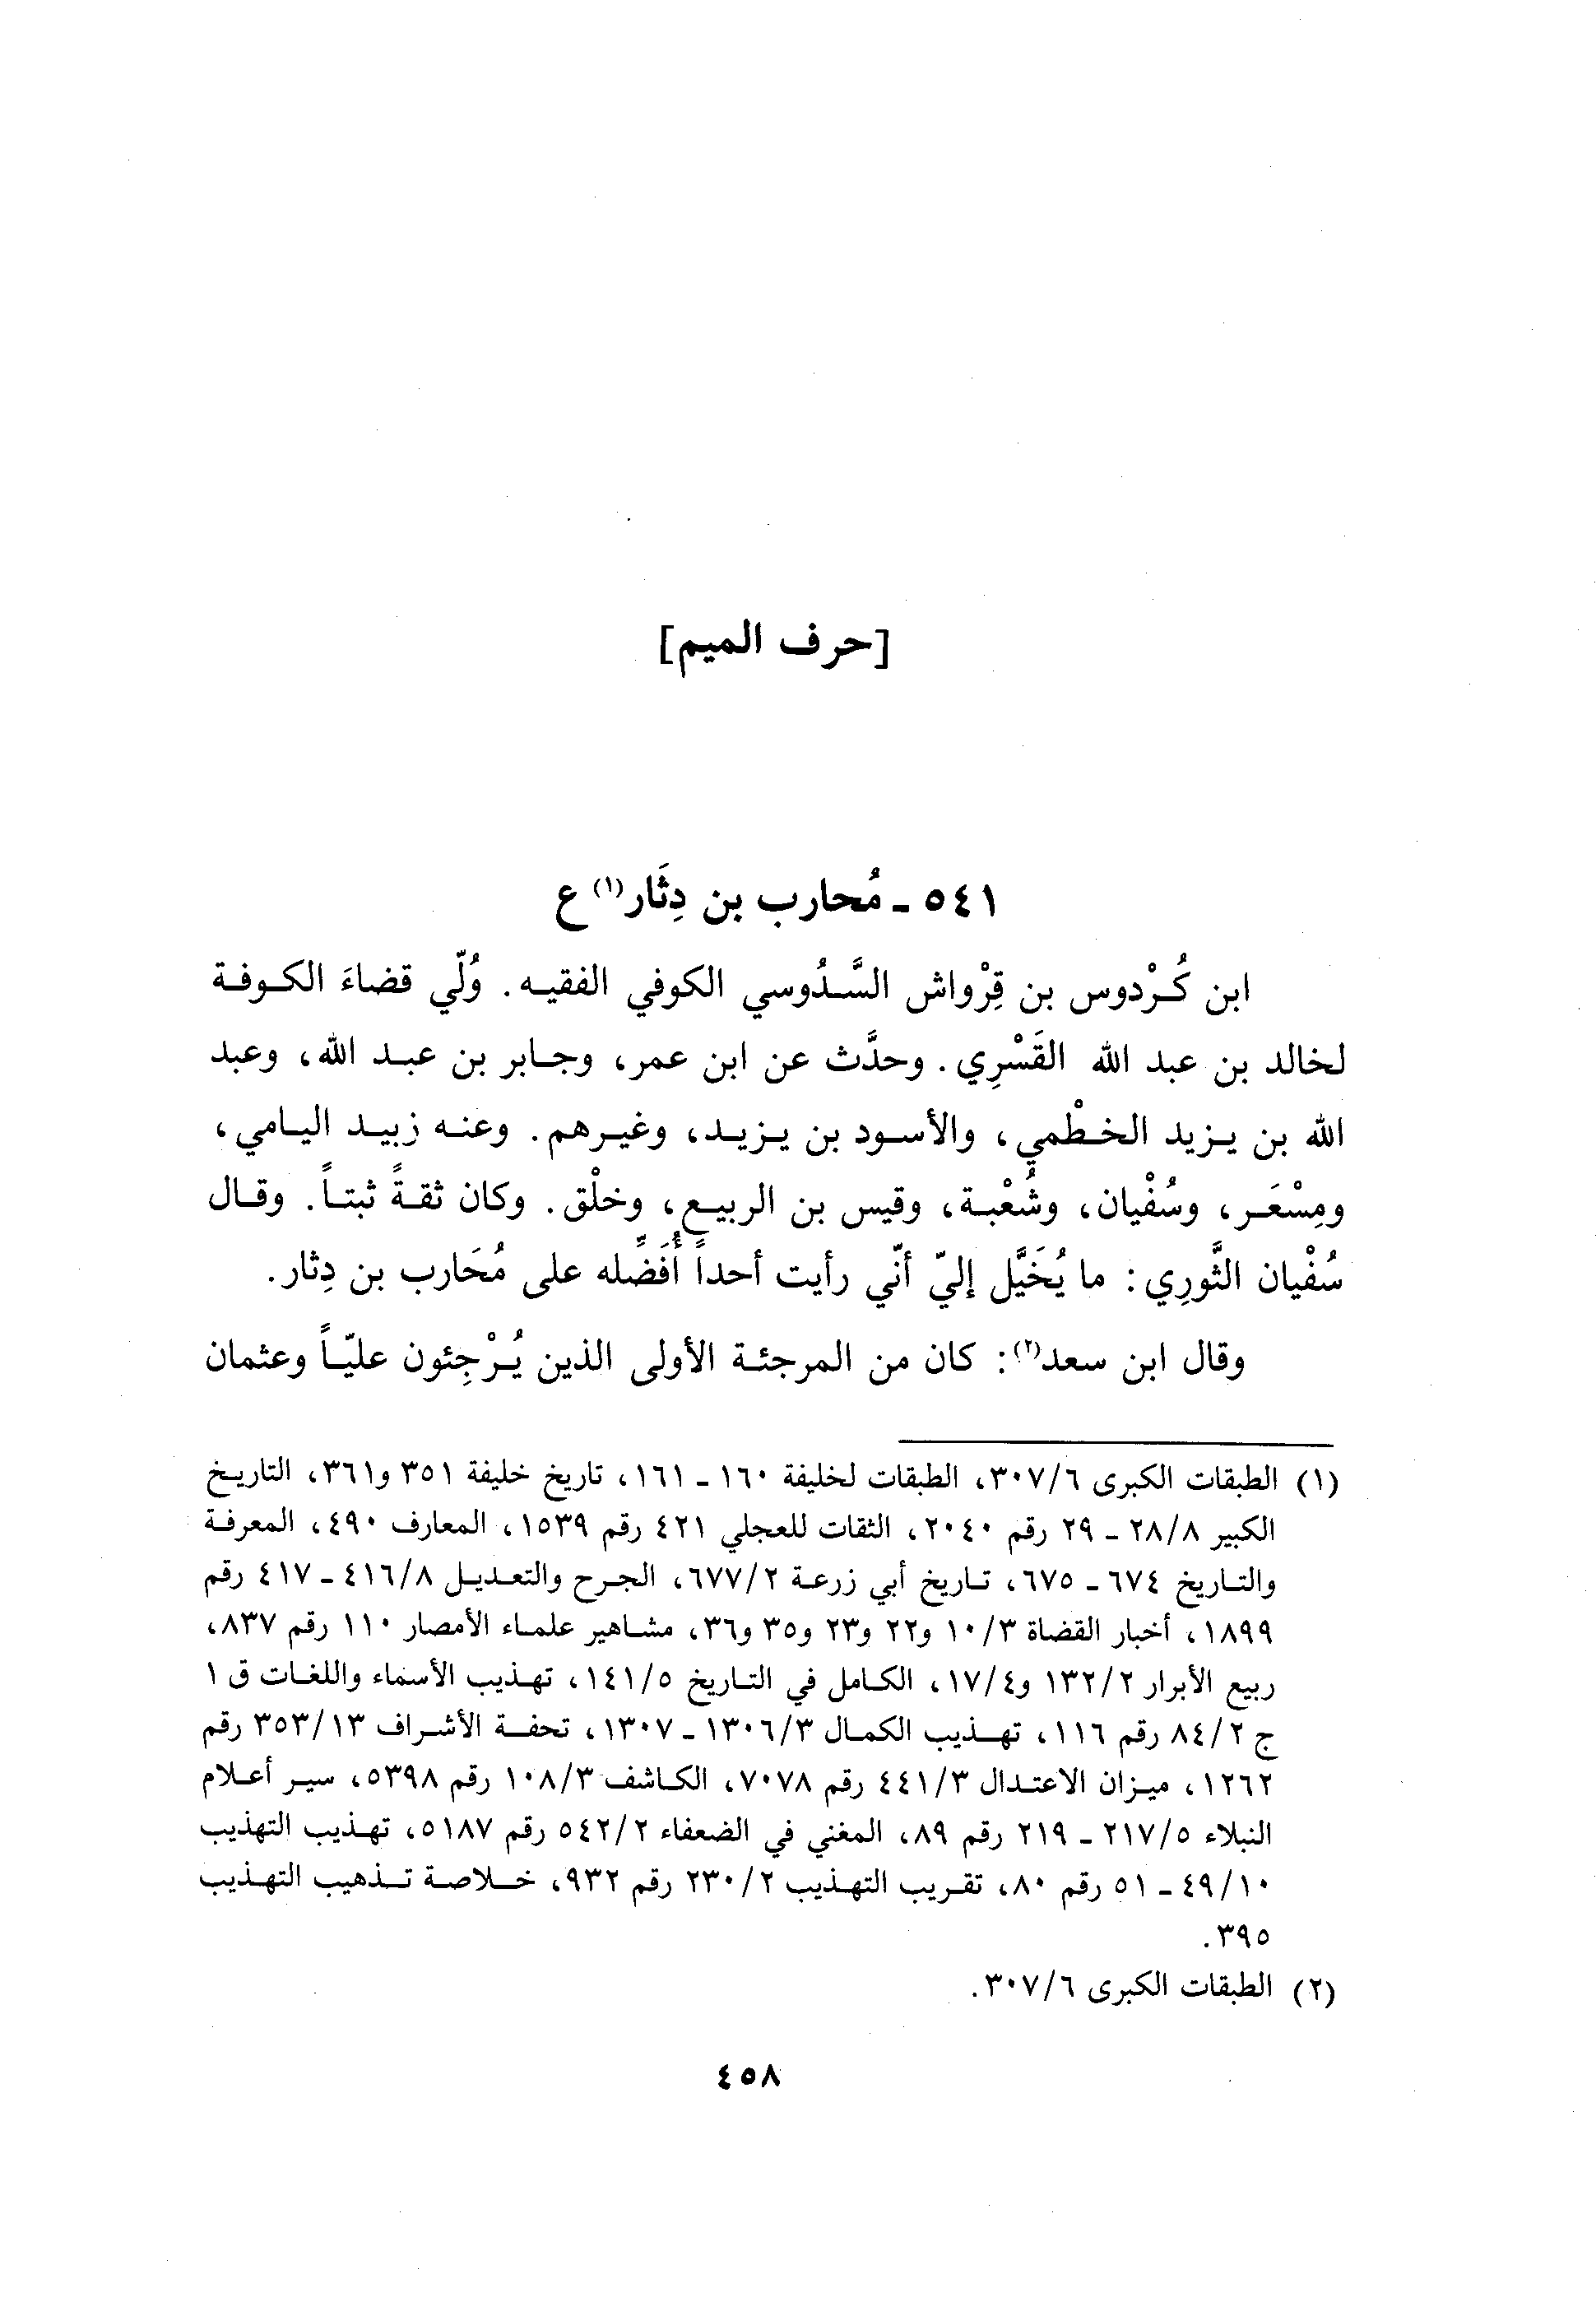 [حرف الميم]
٥٤١ - مُحارب بن دِثَار(١) ع
ابن كُرْدوس بن قِرْواش السَّدُوسي الكوفي الفقيه. وُلّي قضاءَ الكوفة
لخالد بن عبد الله القَسْرِي. وحدَّث عن ابن عمر، وجابر بن عبد الله، وعبد
الله بن يزيد الخطْمي، والأسود بن يزيد، وغيرهم. وعنه زبيد اليامي،
ومِسْعَر، وسُفْيان، وشُعْبة، وقيس بن الربيع، وخلْق. وكان ثقةً ثبتاً. وقال
سُفْيان الثَّورِي: ما يُخَيَّل إليّ أنّي رأيت أحداً أُفَضِّله على مُحَارب بن دِثار.
وقال ابن سعد(٢): كان من المرجئة الأولى الذين يُرْجِئون عليّاً وعثمان
(١) الطبقات الكبرى ٣٠٧/٦، الطبقات لخليفة ١٦٠ - ١٦١، تاريخ خليفة ٣٥١ و٣٦١، التاريخ
الكبير ٢٨/٨ - ٢٩ رقم ٢٠٤٠، الثقات للعجلي ٤٢١ رقم ١٥٣٩، المعارف ٤٩٠، المعرفة
والتاريخ ٦٧٤ - ٦٧٥، تاريخ أبي زرعة ٦٧٧/٢، الجرح والتعديل ٤١٦/٨ - ٤١٧ رقم
١٨٩٩، أخبار القضاة ١٠/٣ و٢٢ و٢٣ و٣٥ و٣٦، مشاهير علماء الأمصار ١١٠ رقم ٨٣٧،
ربيع الأبرار ١٣٢/٢ و١٧/٤، الكامل في التاريخ ١٤١/٥، تهذيب الأسماء واللغات ق ١
ج ٨٤/٢ رقم ١١٦، تهذيب الكمال ١٣٠٦/٣ - ١٣٠٧، تحفة الأشراف ٣٥٣/١٣ رقم
١٢٦٢، ميزان الاعتدال ٤٤١/٣ رقم ٧٠٧٨، الكاشف ١٠٨/٣ رقم ٥٣٩٨، سير أعلام
النبلاء ٢١٧/٥ - ٢١٩ رقم ٨٩، المغني في الضعفاء ٥٤٢/٢ رقم ٥١٨٧، تهذيب التهذيب
٤٩/١٠ - ٥١ رقم ٨٠، تقريب التهذيب ٢٣٠/٢ رقم ٩٣٢، خلاصة تذهيب التهذيب
٣٩٥.
(٢) الطبقات الكبرى ٣٠٧/٦.
٤٥٨